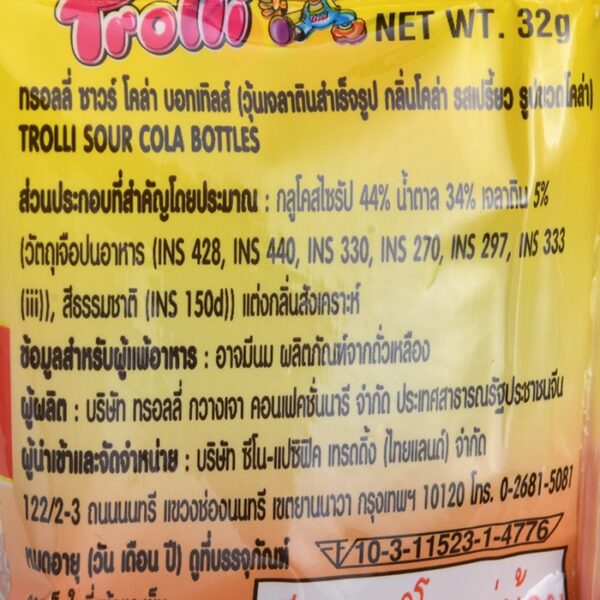 Trolli NET WT. 32g
ทรอลลี่ ซาวร์ โคล่า บอทเทิลส์ (วุ้นเจลาตินสำเร็จรูป กลิ่นโคล่า รสเปรี้ยว รูปขวดโคล่า)
TROLLI SOUR COLA BOTTLES
ส่วนประกอบที่สำคัญโดยประมาณ : กลูโคสไซรัป 44% น้ำตาล 34% เจลาติน 5%
(วัตถุเจือปนอาหาร (INS 428, INS 440, INS 330, INS 270, INS 297, INS 333
(iii)), สีธรรมชาติ (INS 150d)) แต่งกลิ่นสังเคราะห์
ข้อมูลสำหรับผู้แพ้อาหาร : อาจมีนม ผลิตภัณฑ์จากถั่วเหลือง
ผู้ผลิต : บริษัท ทรอลลี่ กวางเจา คอนเฟคชั่นนารี จำกัด ประเทศสาธารณรัฐประชาชนจีน
ผู้นำเข้าและจัดจำหน่าย : บริษัท ซีโน-แปซิฟิค เทรดดิ้ง (ไทยแลนด์) จำกัด
122/2-3 ถนนนนทรี แขวงช่องนนทรี เขตยานนาวา กรุงเทพฯ 10120 โทร. 0-2681-5081
หมดอายุ (วัน เดือน ปี) ดูที่บรรจุภัณฑ์ 10-3-11523-1-4776